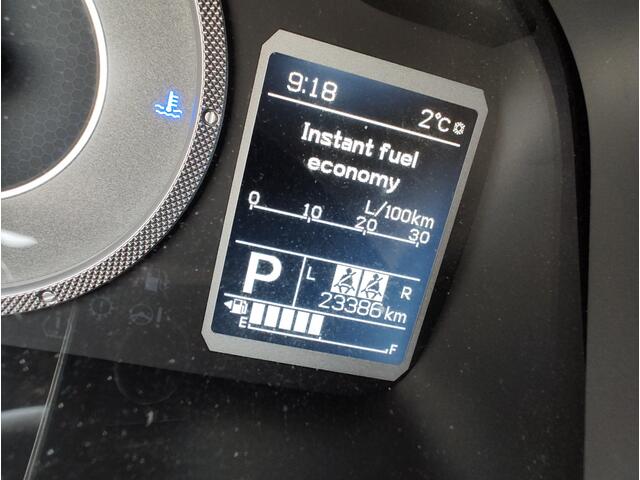 9:18
2°C
Instant fuel
economy
L/100km
0 10 20 30
P L R
23386 km
E F